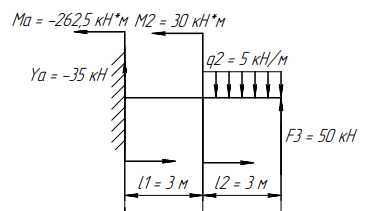 Ma = -262,5 кН*м
M2 = 30 кН*м
q2 = 5 кН/м
Ya = -35 кН
F3 = 50 кН
l1 = 3 м
l2 = 3 м